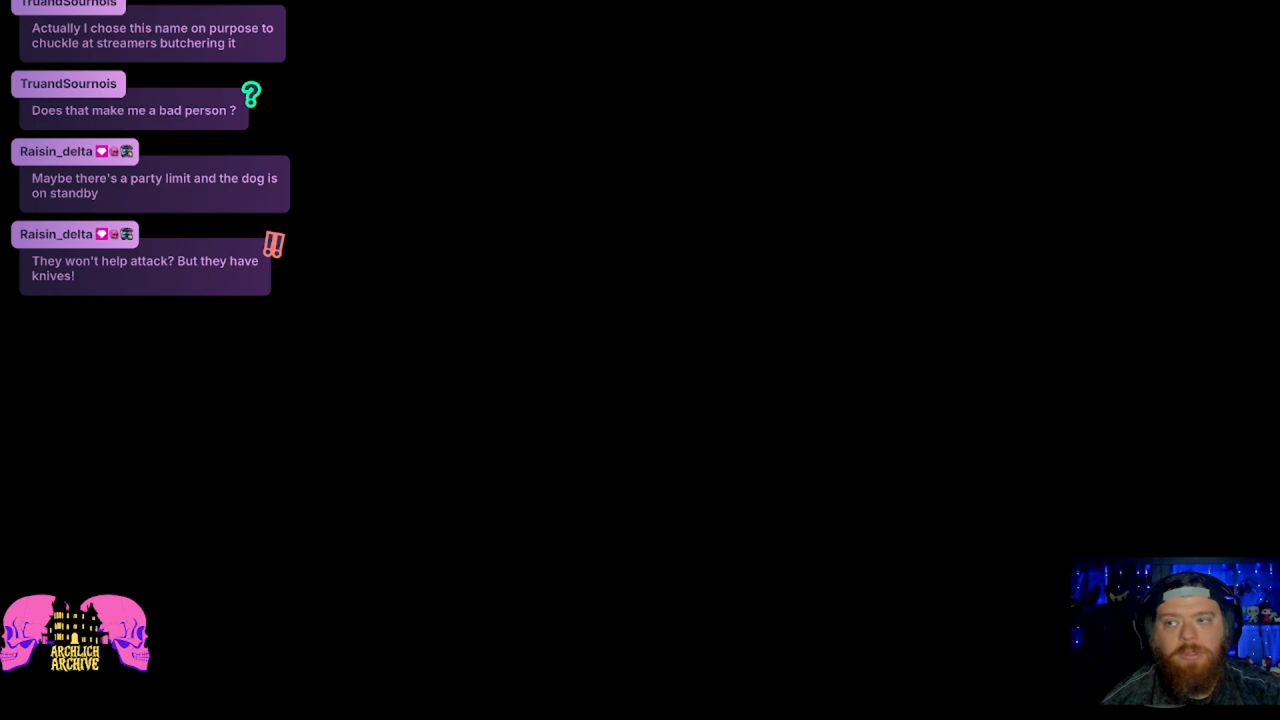 TruandSournois
Actually I chose this name on purpose to
chuckle at streamers butchering it
TruandSournois
Does that make me a bad person ?
?
Raisin_delta
Maybe there's a party limit and the dog is
on standby
Raisin_delta
!!
They won't help attack? But they have
knives!
ARCHLICH
ARCHIVE